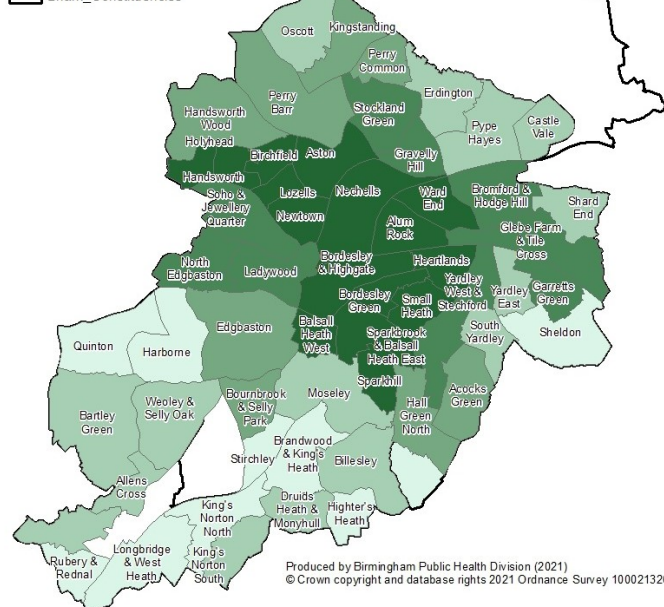 Oscott
Kingstanding
Perry
Common
Erdington
Perry
Barr
Stockland
Green
Pype
Hayes
Castle
Vale
Handsworth
Wood
Holyhead
Birchfield
Aston
Gravelly
Hill
Handsworth
Soho &
Jewellery
Quarter
Lozells
Newtown
Nechells
Ward
End
Bromford &
Hodge Hill
Shard
End
Alum
Rock
Glebe Farm
& Tile
Cross
North
Edgbaston
Ladywood
Bordesley
& Highgate
Heartlands
Yardley
West &
Stechford
Yardley
East
Garretts
Green
Bordesley
Green
Small
Heath
Edgbaston
Balsall
Heath
West
Sparkbrook
& Balsall
Heath East
South
Yardley
Sheldon
Quinton
Harborne
Sparkhill
Bartley
Green
Weoley &
Selly Oak
Bournbrook
& Selly
Park
Moseley
Hall
Green
North
Acocks
Green
Stirchley
Brandwood
& King's
Heath
Billesley
Allens
Cross
King's
Norton
North
Druids
Heath &
Monyhull
Highter's
Heath
Rubery &
Rednal
Longbridge
& West
Heath
King's
Norton
South
Produced by Birmingham Public Health Division (2021)
© Crown copyright and database rights 2021 Ordnance Survey 10002132